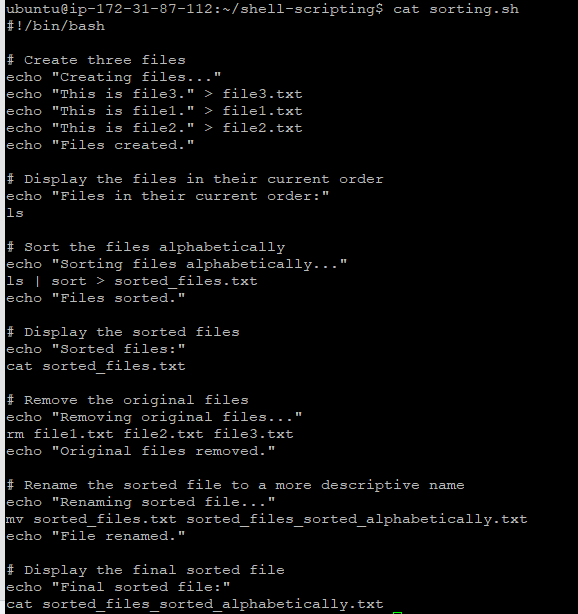 ubuntu@ip-172-31-87-112:~/shell-scripting$ cat sorting.sh
#!/bin/bash
# Create three files
echo "Creating files..."
echo "This is file3." > file3.txt
echo "This is file1." > file1.txt
echo "This is file2." > file2.txt
echo "Files created."
# Display the files in their current order
echo "Files in their current order:"
ls
# Sort the files alphabetically
echo "Sorting files alphabetically..."
ls | sort > sorted_files.txt
echo "Files sorted."
# Display the sorted files
echo "Sorted files:"
cat sorted_files.txt
# Remove the original files
echo "Removing original files..."
rm file1.txt file2.txt file3.txt
echo "Original files removed."
# Rename the sorted file to a more descriptive name
echo "Renaming sorted file..."
mv sorted_files.txt sorted_files_sorted_alphabetically.txt
echo "File renamed."
# Display the final sorted file
echo "Final sorted file:"
cat sorted_files_sorted_alphabetically.txt